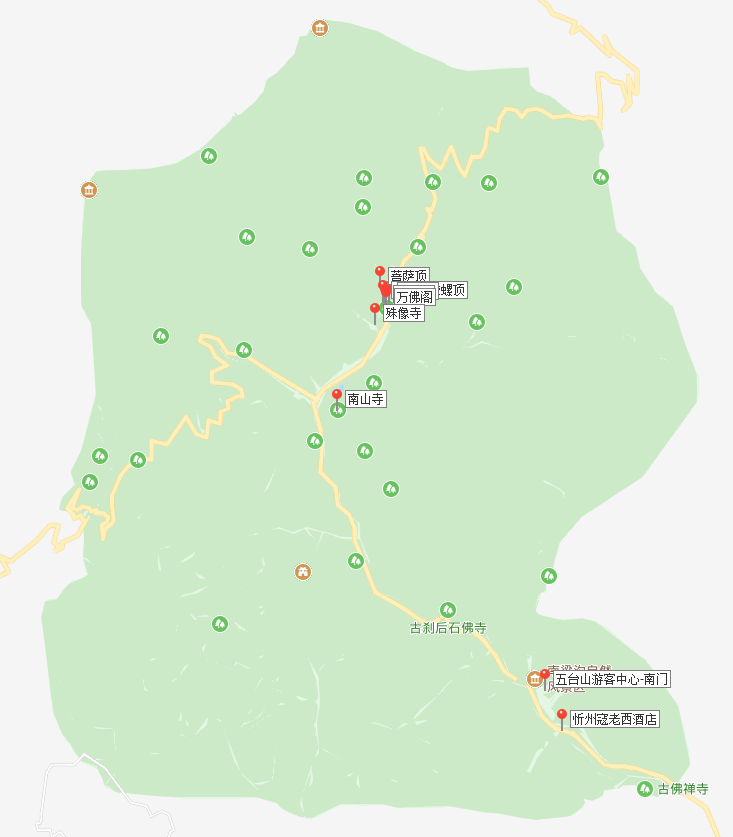 菩萨顶
螺顶
万佛阁
殊像寺
南山寺
古刹后石佛寺
五台山游客中心-南门
风景区
忻州寇老西酒店
古佛禅寺